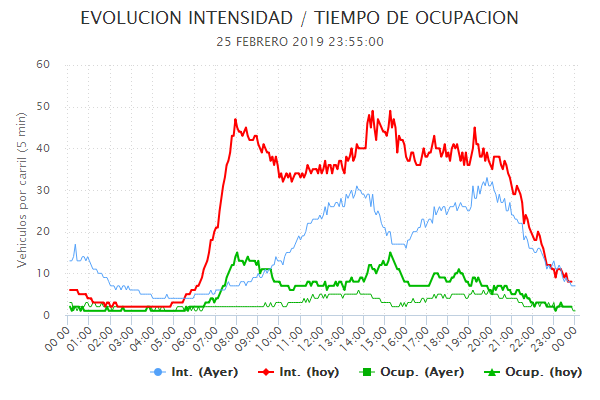 EVOLUCION INTENSIDAD / TIEMPO DE OCUPACION
25 FEBRERO 2019 23:55:00
Vehiculos por carril (5 min)
60
50
40
30
20
10
0
00:00 01:00 02:00 03:00 04:00 05:00 06:00 07:00 08:00 09:00 10:00 11:00 12:00 13:00 14:00 15:00 16:00 17:00 18:00 19:00 20:00 21:00 22:00 23:00 00:00
Int. (Ayer) Int. (hoy) Ocup. (Ayer) Ocup. (hoy)